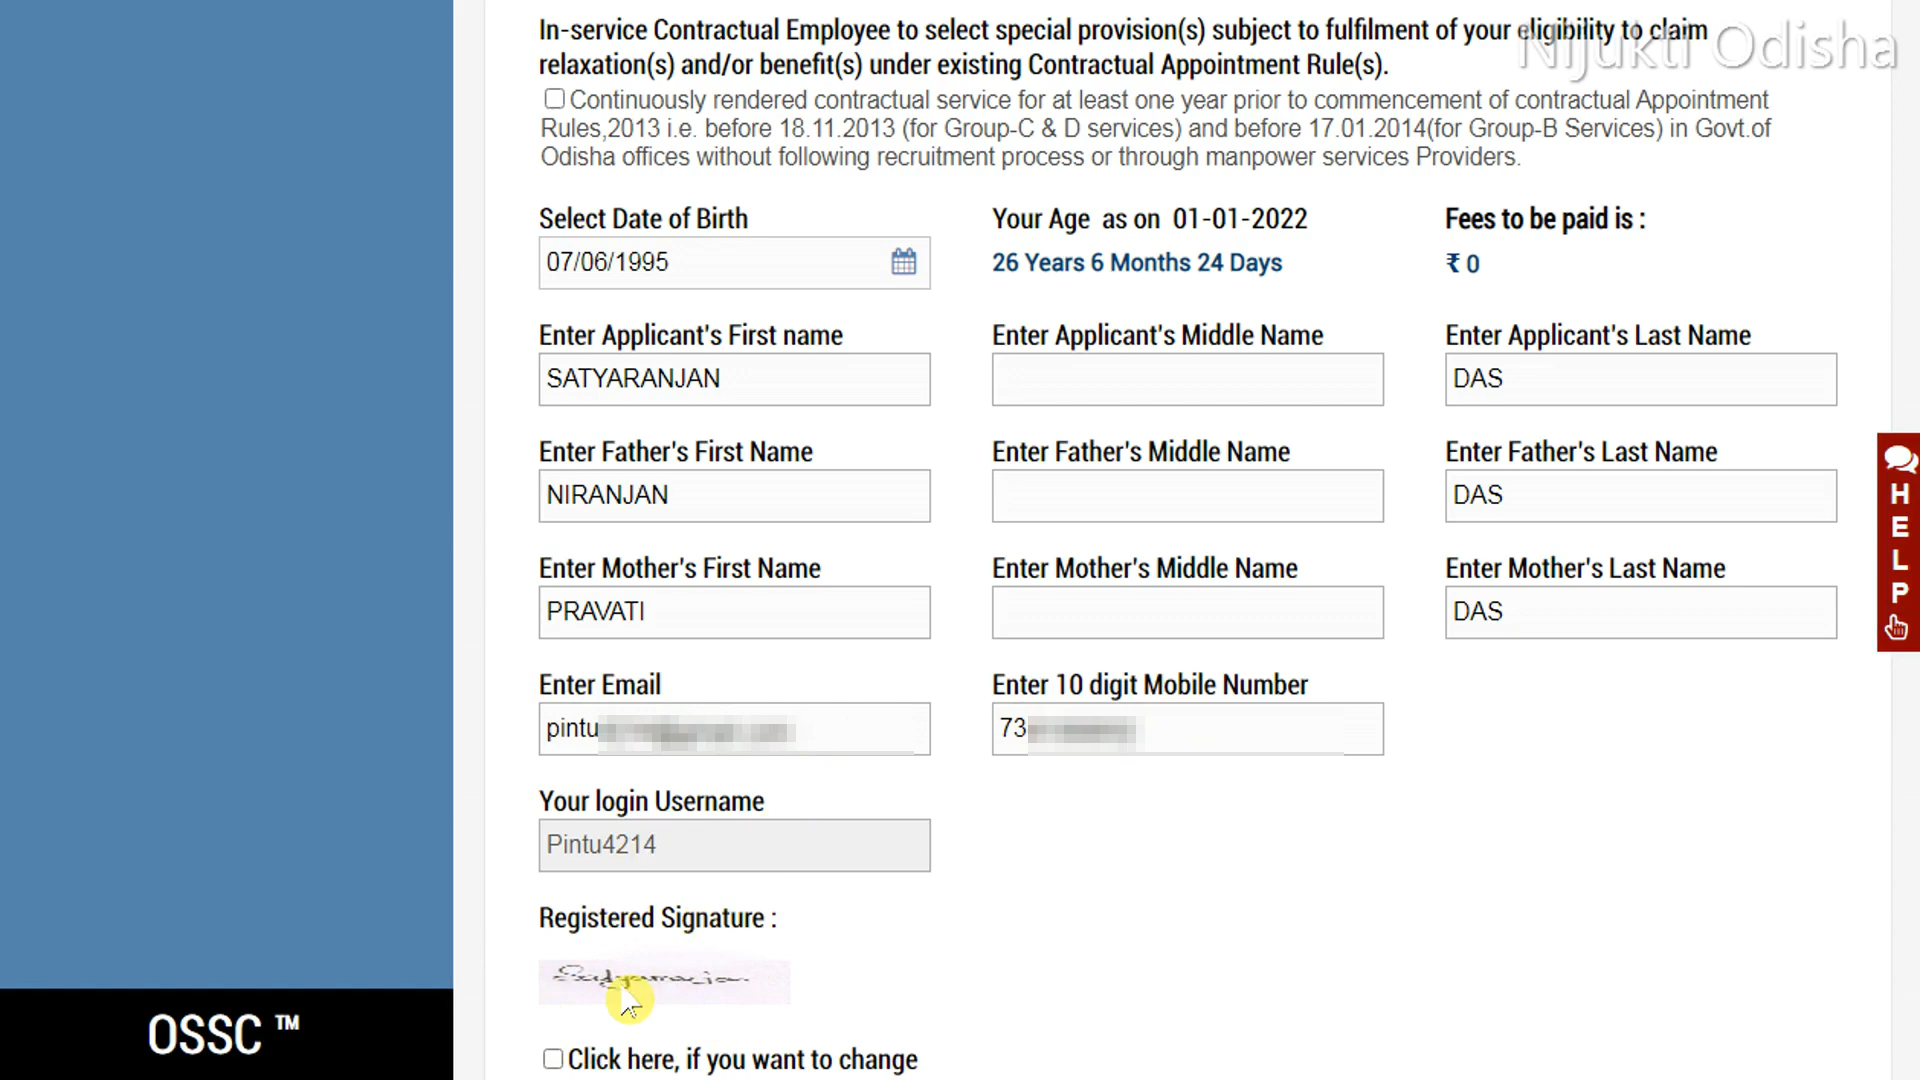 Nijukti Odisha
In-service Contractual Employee to select special provision(s) subject to fulfilment of your eligibility to claim
relaxation(s) and/or benefit(s) under existing Contractual Appointment Rule(s).
Continuously rendered contractual service for at least one year prior to commencement of contractual Appointment
Rules,2013 i.e. before 18.11.2013 (for Group-C & D services) and before 17.01.2014(for Group-B Services) in Govt.of
Odisha offices without following recruitment process or through manpower services Providers.
Select Date of Birth
Your Age as on 01-01-2022
Fees to be paid is :
07/06/1995
26 Years 6 Months 24 Days
₹ 0
Enter Applicant's First name
Enter Applicant's Middle Name
Enter Applicant's Last Name
SATYARANJAN
DAS
Enter Father's First Name
Enter Father's Middle Name
Enter Father's Last Name
NIRANJAN
DAS
Enter Mother's First Name
Enter Mother's Middle Name
Enter Mother's Last Name
PRAVATI
DAS
Enter Email
Enter 10 digit Mobile Number
pintu
73
Your login Username
Pintu4214
Registered Signature :
Click here, if you want to change
HELP
OSSC ™